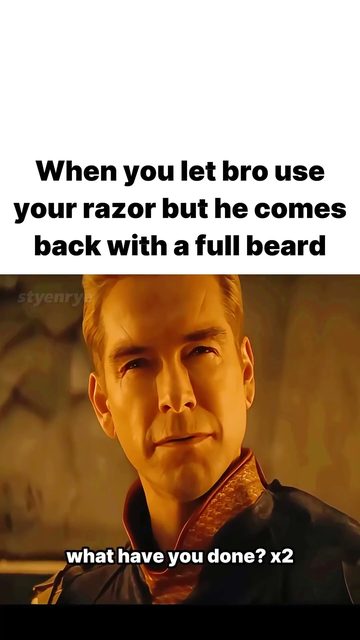 When you let bro use
your razor but he comes
back with a full beard
styenrye
what have you done? x2